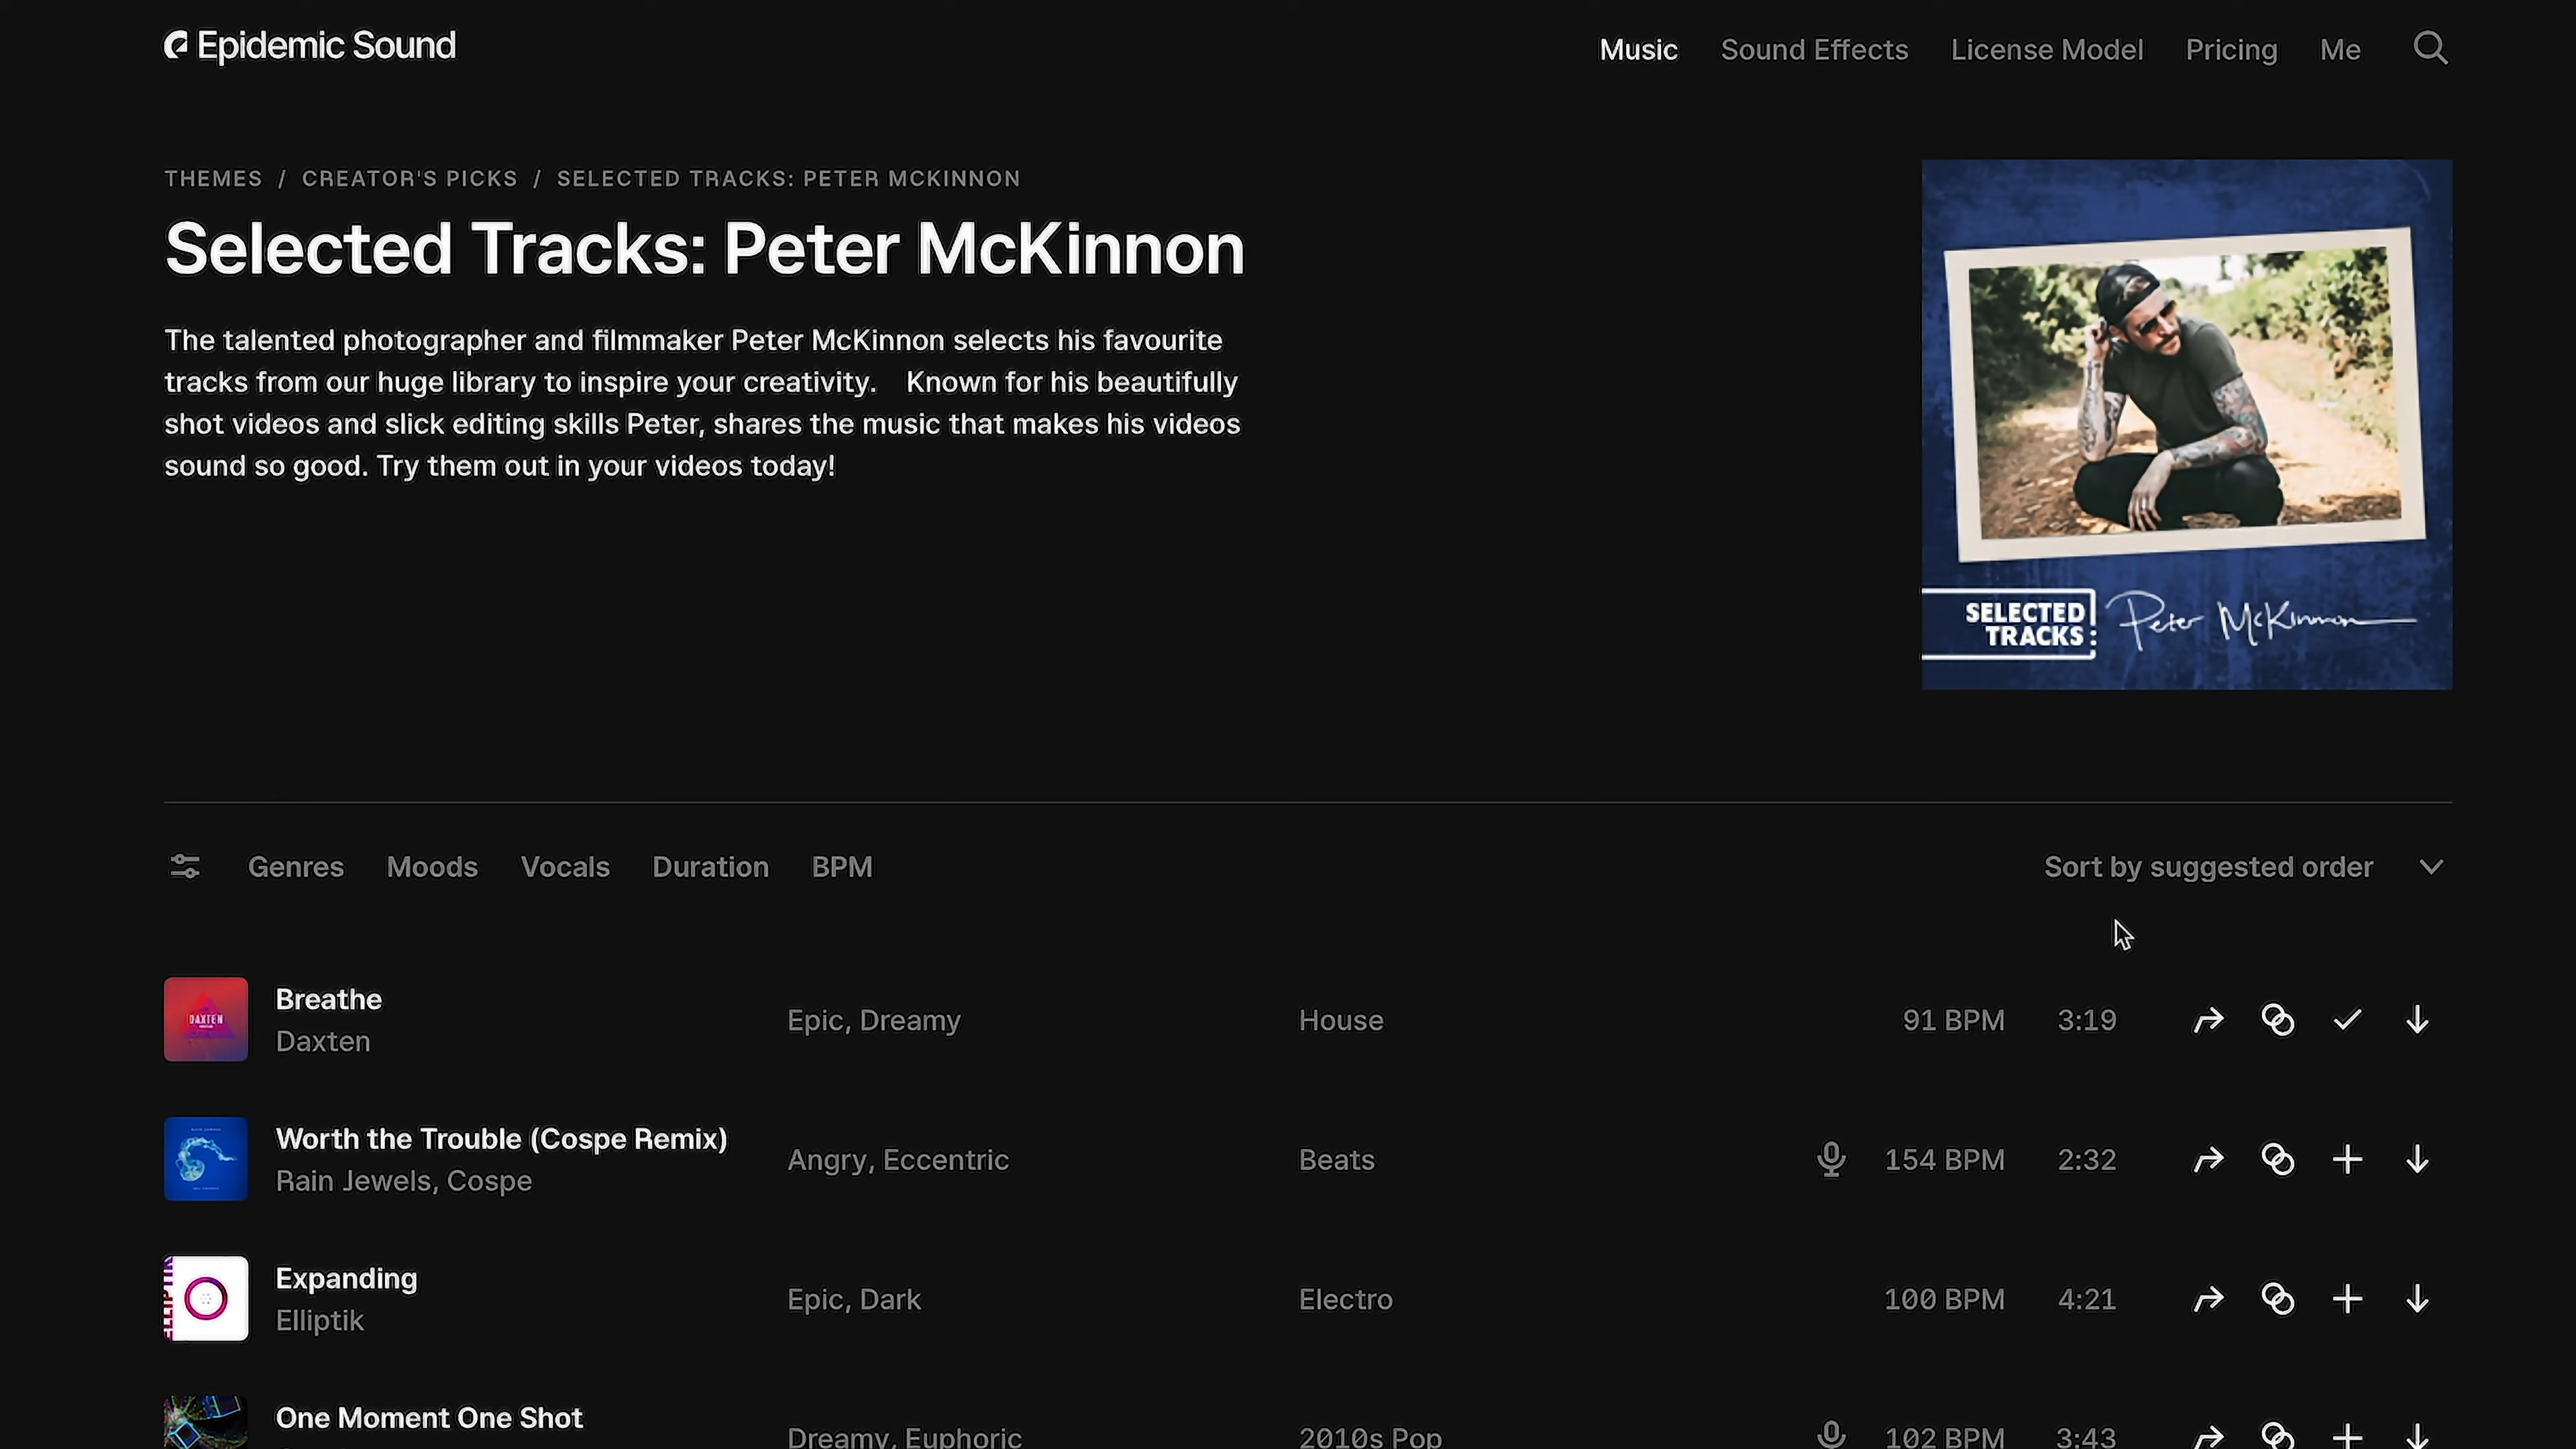 Epidemic Sound
Music Sound Effects License Model Pricing Me
THEMES / CREATOR'S PICKS / SELECTED TRACKS: PETER MCKINNON
Selected Tracks: Peter McKinnon
The talented photographer and filmmaker Peter McKinnon selects his favourite
tracks from our huge library to inspire your creativity. Known for his beautifully
shot videos and slick editing skills Peter, shares the music that makes his videos
sound so good. Try them out in your videos today!
SELECTED
TRACKS:
Peter McKinnon
Genres Moods Vocals Duration BPM
Sort by suggested order
DAXTEN
Breathe
Daxten
Epic, Dreamy
House
91 BPM
3:19
Worth the Trouble (Cospe Remix)
Rain Jewels, Cospe
Angry, Eccentric
Beats
154 BPM
2:32
ELLIPTIK
Expanding
Elliptik
Epic, Dark
Electro
100 BPM
4:21
One Moment One Shot
Dreamy, Euphoric
2010s Pop
102 BPM
3:43